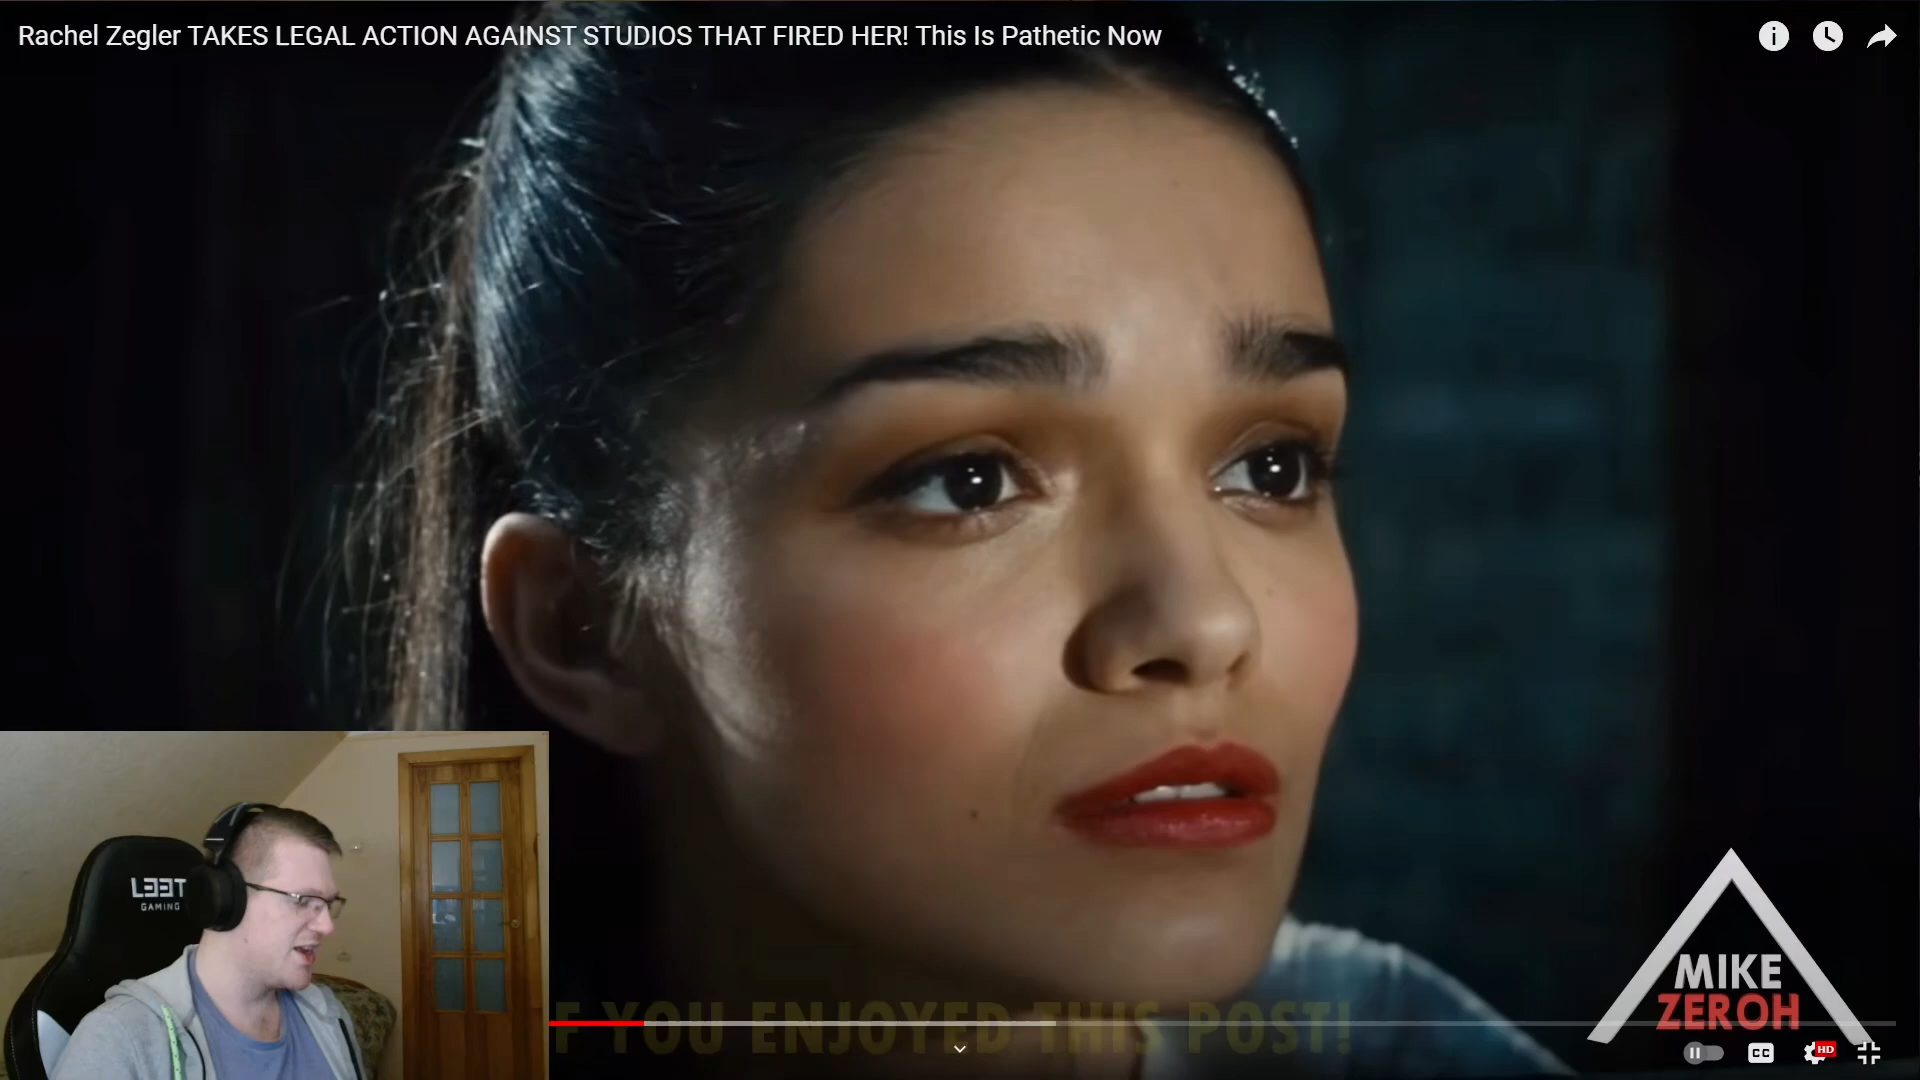 Rachel Zegler TAKES LEGAL ACTION AGAINST STUDIOS THAT FIRED HER! This Is Pathetic Now
L33T
GAMING
MIKE
ZEROH
F YOU ENJOYED THIS POST!
CC
HD